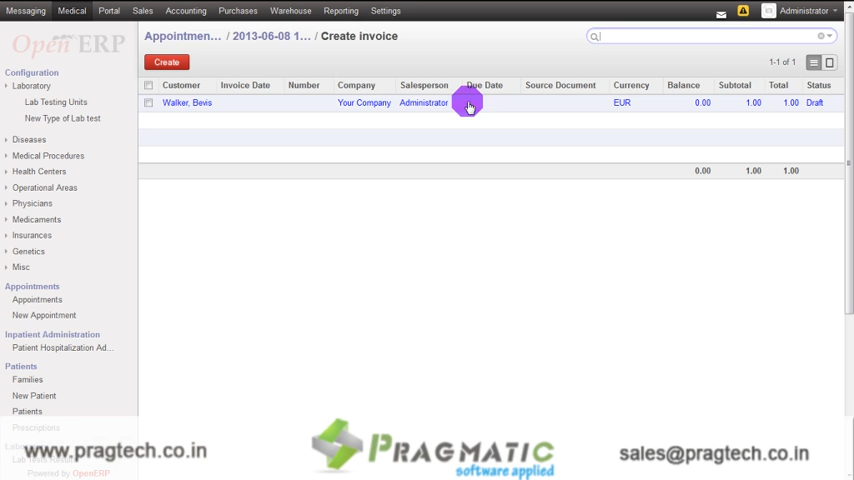 Messaging Medical Portal Sales Accounting Purchases Warehouse Reporting Settings Administrator
Open ERP
Appointmen... / 2013-06-08 1... / Create invoice
Create
1-1 of 1
Customer Invoice Date Number Company Salesperson Due Date Source Document Currency Balance Subtotal Total Status
Walker, Bevis Your Company Administrator EUR 0.00 1.00 1.00 Draft
0.00 1.00 1.00
Configuration
Laboratory
Lab Testing Units
New Type of Lab test
Diseases
Medical Procedures
Health Centers
Operational Areas
Physicians
Medicaments
Insurances
Genetics
Misc
Appointments
Appointments
New Appointment
Inpatient Administration
Patient Hospitalization Ad...
Patients
Families
New Patient
Patients
Prescriptions
Powered by OpenERP
www.pragtech.co.in
PRAGMATIC
software applied
sales@pragtech.co.in